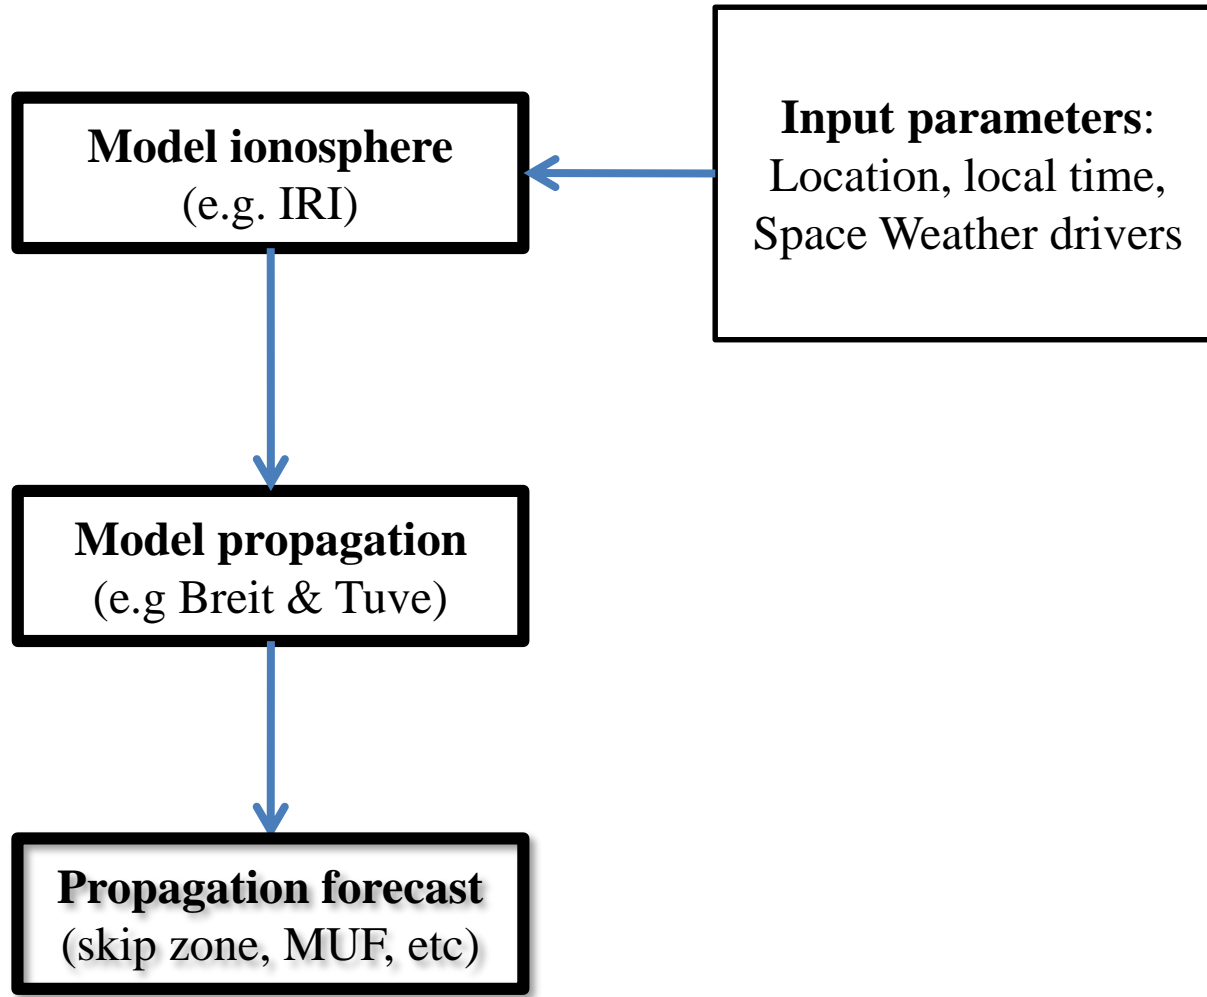 Model ionosphere
(e.g. IRI)
Input parameters:
Location, local time,
Space Weather drivers
Model propagation
(e.g Breit & Tuve)
Propagation forecast
(skip zone, MUF, etc)